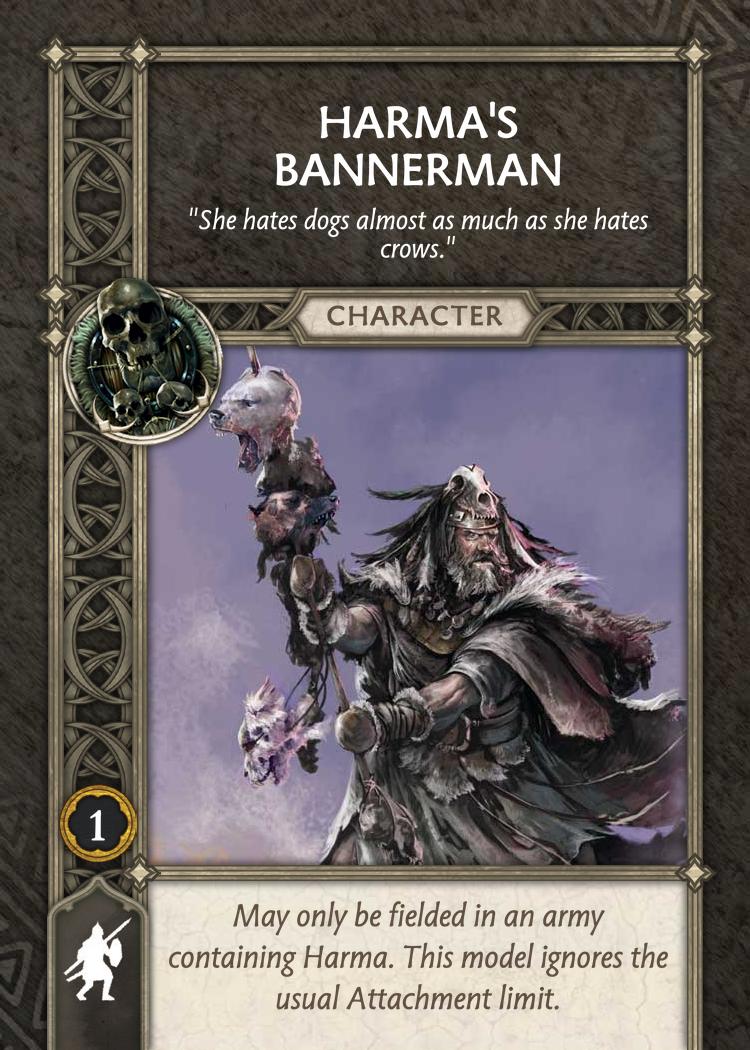 HARMA'S
BANNERMAN
"She hates dogs almost as much as she hates
crows."
CHARACTER
1
May only be fielded in an army
containing Harma. This model ignores the
usual Attachment limit.